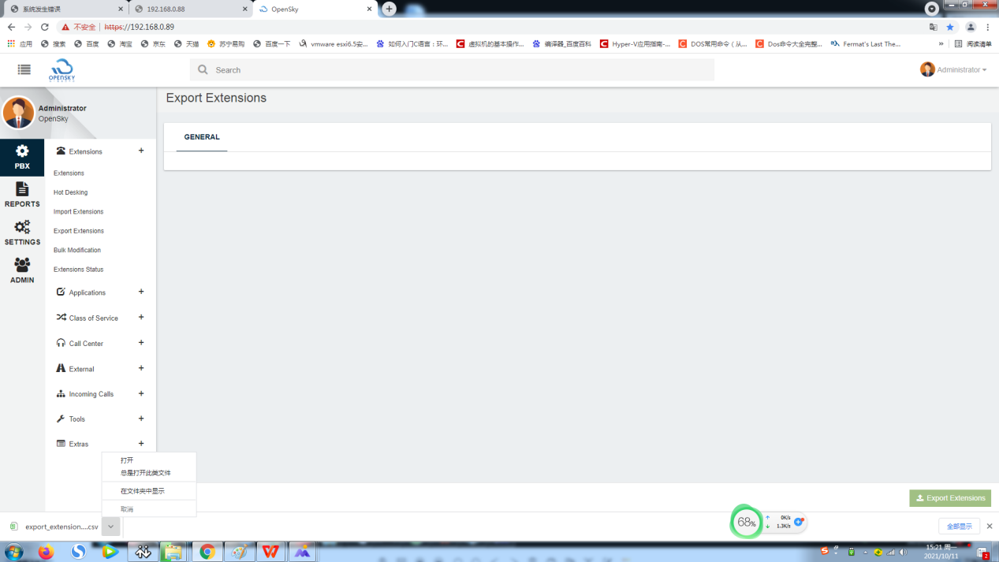 系统发生错误
192.168.0.88
OpenSky
不安全 https://192.168.0.89
应用 搜索 百度 淘宝 京东 天猫 苏宁易购 百度一下 vmware esxi6.5安... 如何入门C语言：环... 虚拟机的基本操作... 编译器_百度百科 Hyper-V应用指南-... DOS常用命令（从... Dos命令大全完整... Fermat's Last The... » 阅读清单
OPENSKY
Search
Administrator
Administrator
OpenSky
Export Extensions
GENERAL
PBX
REPORTS
SETTINGS
ADMIN
Extensions +
Extensions
Hot Desking
Import Extensions
Export Extensions
Bulk Modification
Extensions Status
Applications +
Class of Service +
Call Center +
External +
Incoming Calls +
Tools +
Extras +
打开
总是打开此类文件
在文件夹中显示
取消
Export Extensions
export_extension....csv
68%
0K/s
1.3K/s
全部显示
15:21 周一
2021/10/11
2